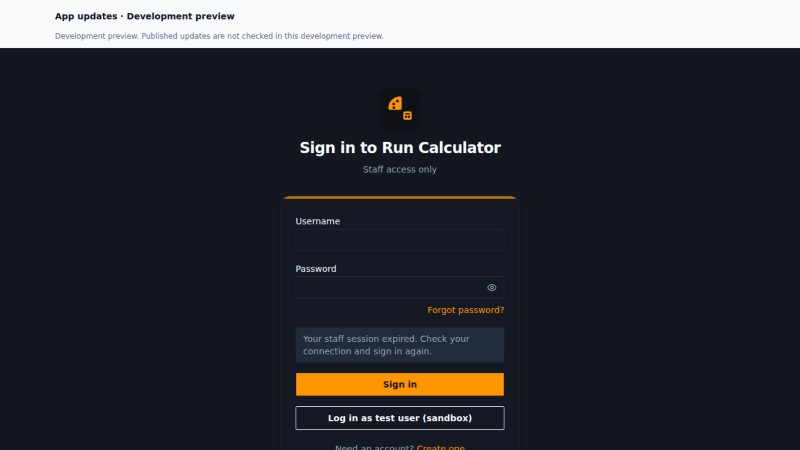 App updates · Development preview
Development preview. Published updates are not checked in this development preview.
Sign in to Run Calculator
Staff access only
Username
Password
Forgot password?
Your staff session expired. Check your
connection and sign in again.
Sign in
Log in as test user (sandbox)
Need an account? Create one